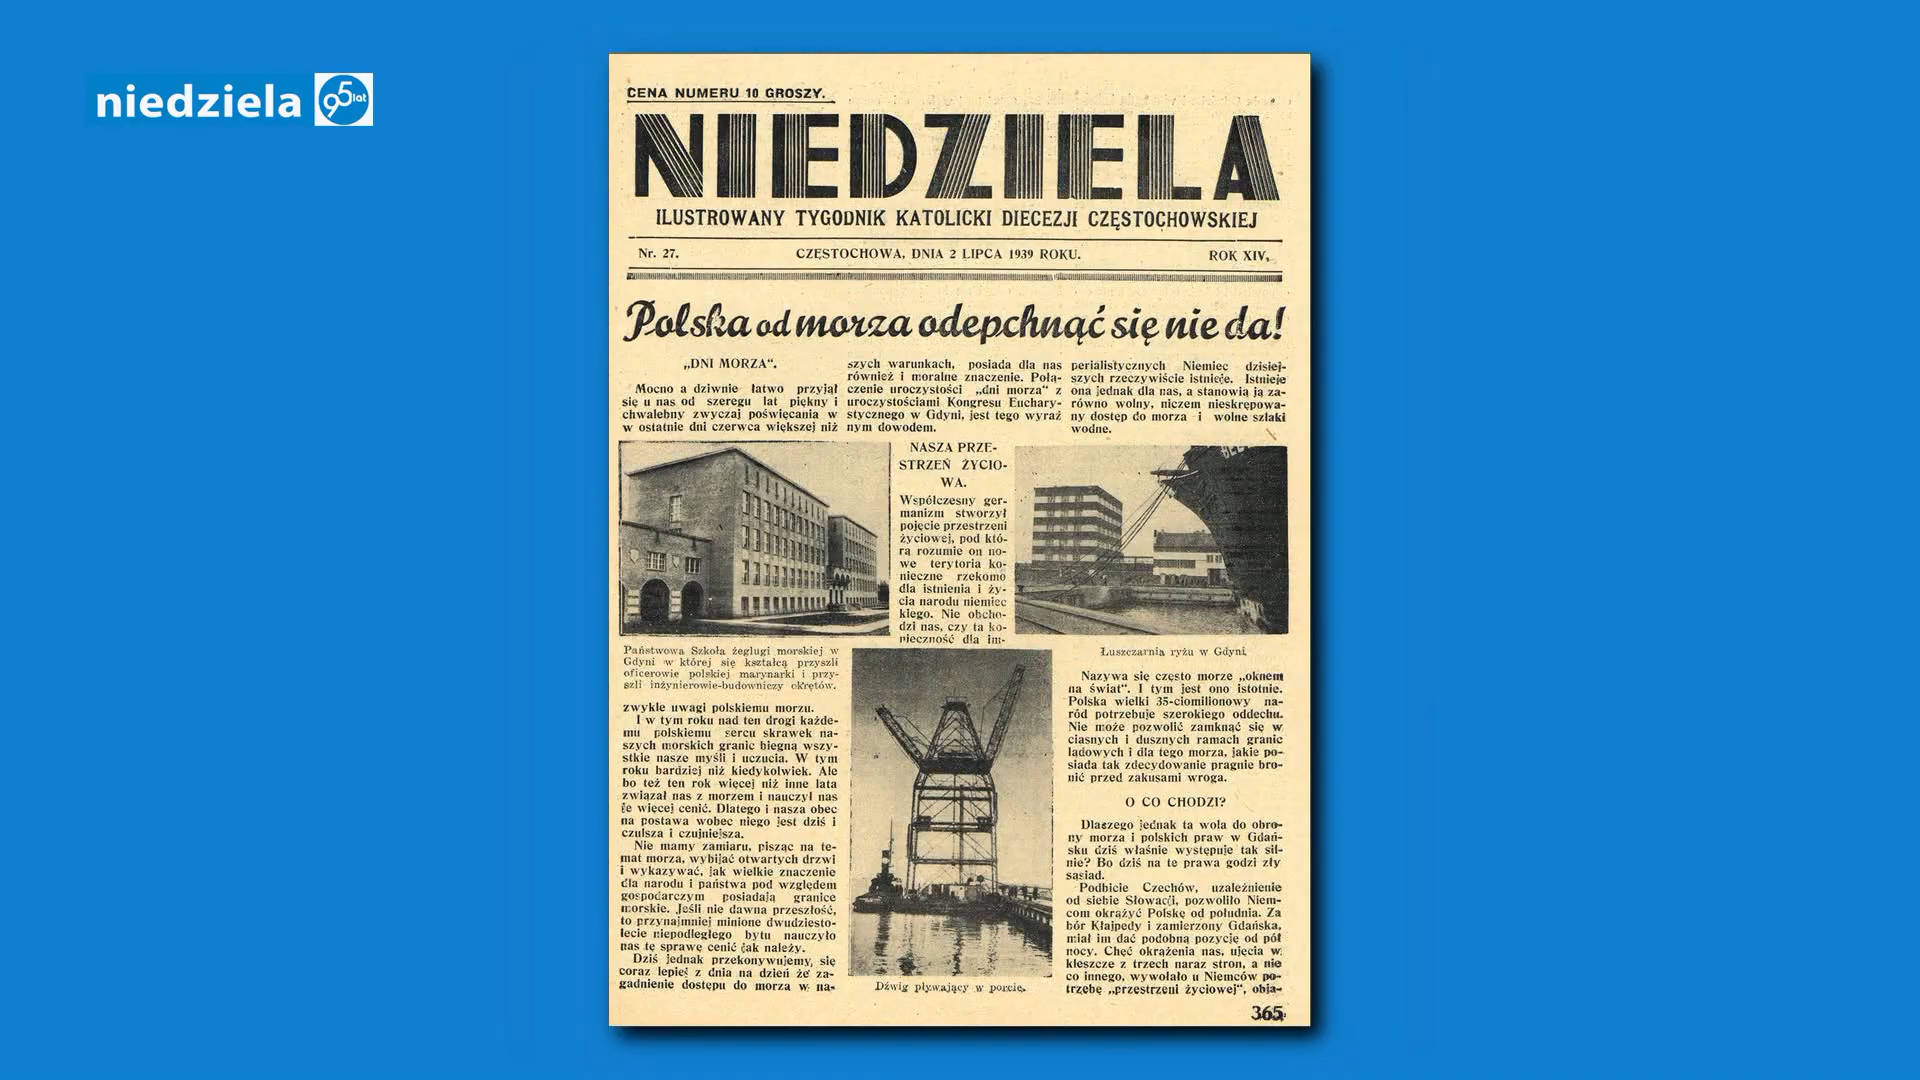 niedziela 95 lat
CENA NUMERU 10 GROSZY.
NIEDZIELA
ILUSTROWANY TYGODNIK KATOLICKI DIECEZJI CZĘSTOCHOWSKIEJ
Nr. 27. CZĘSTOCHOWA, DNIA 2 LIPCA 1939 ROKU. ROK XIV.
Polska od morza odepchnąć się nie da!
„DNI MORZA“.
Mocno a dziwnie łatwo przyjął
się u nas od szeregu lat piękny i
chwalebny zwyczaj poświęcania w
w ostatnie dni czerwca większej niż
Państwowa Szkoła żeglugi morskiej w
Gdyni w której się kształcą przyszli
oficerowie polskiej marynarki i przy-
szli inżynierowie-budowniczy okrętów.
zwykle uwagi polskiemu morzu.
I w tym roku nad ten drogi każde-
mu polskiemu sercu skrawek na-
szych morskich granic biegną wszy-
stkie nasze myśli i uczucia. W tym
roku bardziej niż kiedykolwiek. Ale
bo też ten rok więcej niż inne lata
związał nas z morzem i nauczył nas
je więcej cenić. Dlatego i nasza obec
na postawa wobec niego jest dziś i
czulsza i czujniejsza.
Nie mamy zamiaru, pisząc na te-
mat morza, wybijać otwartych drzwi
i wykazywać, jak wielkie znaczenie
dla narodu i państwa pod względem
gospodarczym posiadają granice
morskie. Jeśli nie dawna przeszłość,
to przynajmniej minione dwudziesto-
lecie niepodległego bytu nauczyło
nas tę sprawę cenić jak należy.
Dziś jednak przekonywujemy, się
coraz lepiej z dnia na dzień że za-
gadnienie dostępu do morza w na-
szych warunkach, posiada dla nas
również i moralne znaczenie. Połą-
czenie uroczystości „dni morza“ z
uroczystościami Kongresu Euchary-
stycznego w Gdyni, jest tego wyraź
nym dowodem.
NASZA PRZE-
STRZEŃ ŻYCIO-
WA.
Współczesny ger-
manizm stworzył
pojęcie przestrzeni
życiowej, pod któ-
rą rozumie on no-
we terytoria ko-
nieczne rzekomo
dla istnienia i ży-
cia narodu niemiec
kiego. Nie obcho-
dzi nas, czy ta ko-
nieczność dla im-
Dźwig pływający w porcie.
perialistycznych Niemiec dzisiej-
szych rzeczywiście istnieje. Istnieje
ona jednak dla nas, a stanowią ją za-
równo wolny, niczem nieskrępowa-
ny dostęp do morza i wolne szlaki
wodne.
Łuszczarnia ryżu w Gdyni.
Nazywa się często morze „oknem
na świat“. I tym jest ono istotnie.
Polska wielki 35-ciomilionowy na-
ród potrzebuje szerokiego oddechu.
Nie może pozwolić zamknąć się w
ciasnych i dusznych ramach granic
lądowych i dla tego morza, jakie po-
siada tak zdecydowanie pragnie bro-
nić przed zakusami wroga.
O CO CHODZI?
Dlaczego jednak ta wola do obro-
ny morza i polskich praw w Gdań-
sku dziś właśnie występuje tak sil-
nie? Bo dziś na te prawa godzi zły
sąsiad.
Podbicie Czechów, uzależnienie
od siebie Słowacji, pozwoliło Niem-
com okrążyć Polskę od południa. Za
bór Kłajpedy i zamierzony Gdańska,
miał im dać podobną pozycję od pół
nocy. Chęć okrążenia nas, ujęcia w
kleszcze z trzech naraz stron, a nie
co innego, wywołało u Niemców po-
trzebę „przestrzeni życiowej“, obja-
365